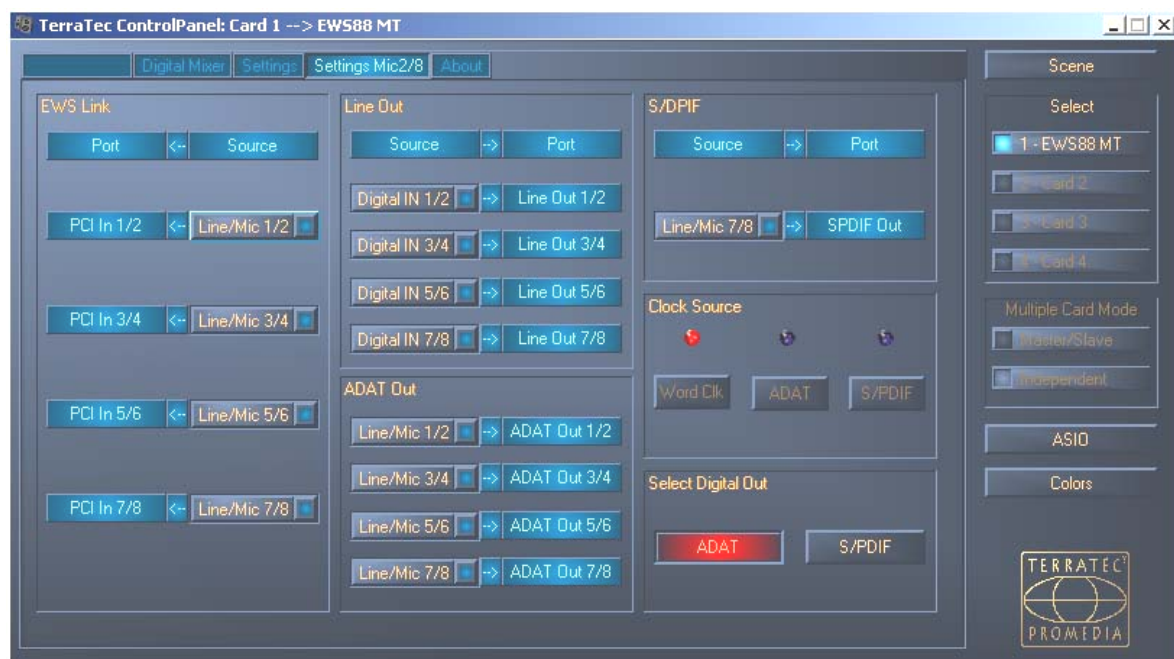 TerraTec ControlPanel: Card 1 --> EWS88 MT
Digital Mixer
Settings
Settings Mic2/8
About
EWS Link
Port <-- Source
PCI In 1/2 <-- Line/Mic 1/2
PCI In 3/4 <-- Line/Mic 3/4
PCI In 5/6 <-- Line/Mic 5/6
PCI In 7/8 <-- Line/Mic 7/8
Line Out
Source --> Port
Digital IN 1/2 --> Line Out 1/2
Digital IN 3/4 --> Line Out 3/4
Digital IN 5/6 --> Line Out 5/6
Digital IN 7/8 --> Line Out 7/8
ADAT Out
Line/Mic 1/2 --> ADAT Out 1/2
Line/Mic 3/4 --> ADAT Out 3/4
Line/Mic 5/6 --> ADAT Out 5/6
Line/Mic 7/8 --> ADAT Out 7/8
S/DPIF
Source --> Port
Line/Mic 7/8 --> SPDIF Out
Clock Source
Word Clk
ADAT
S/PDIF
Select Digital Out
ADAT
S/PDIF
Scene
Select
1 - EWS88 MT
2 - Card 2
3 - Card 3
4 - Card 4
Multiple Card Mode
Master/Slave
Independent
ASIO
Colors
TERRATEC
PROMEDIA